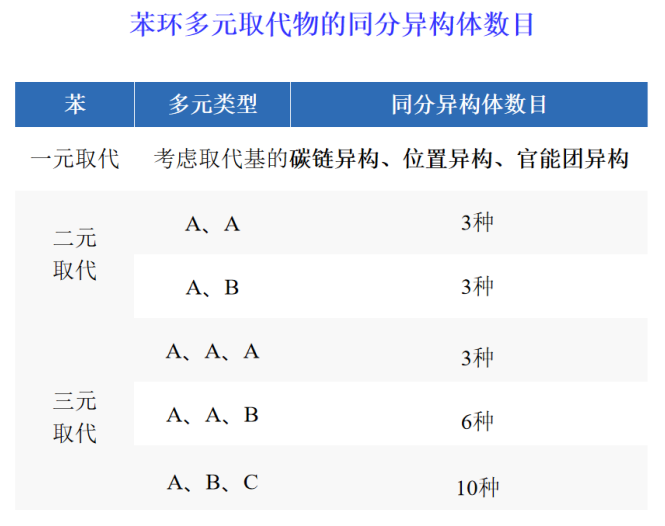 苯环多元取代物的同分异构体数目
苯 多元类型 同分异构体数目
一元取代 考虑取代基的碳链异构、位置异构、官能团异构
二元
取代
A、A 3种
A、B 3种
三元
取代
A、A、A 3种
A、A、B 6种
A、B、C 10种